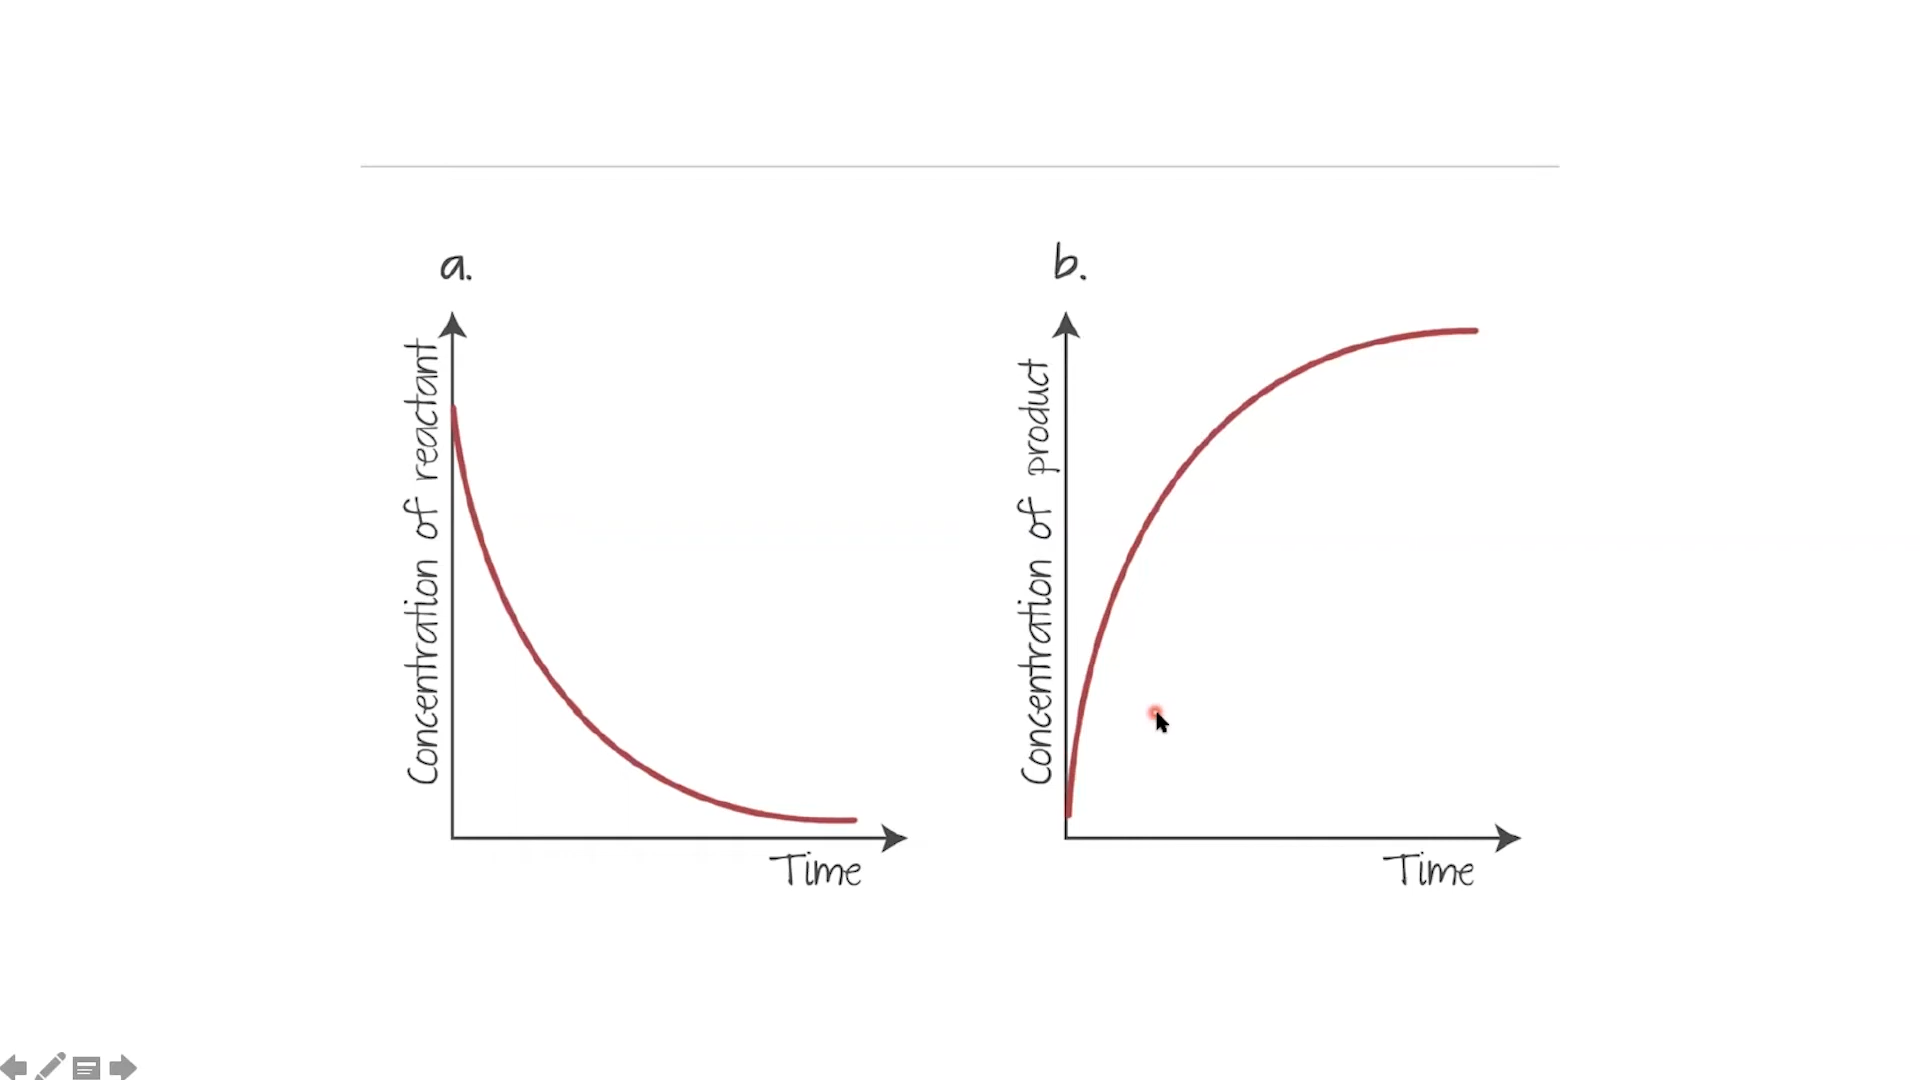 a.
Concentration of reactant
Time
b.
Concentration of product
Time